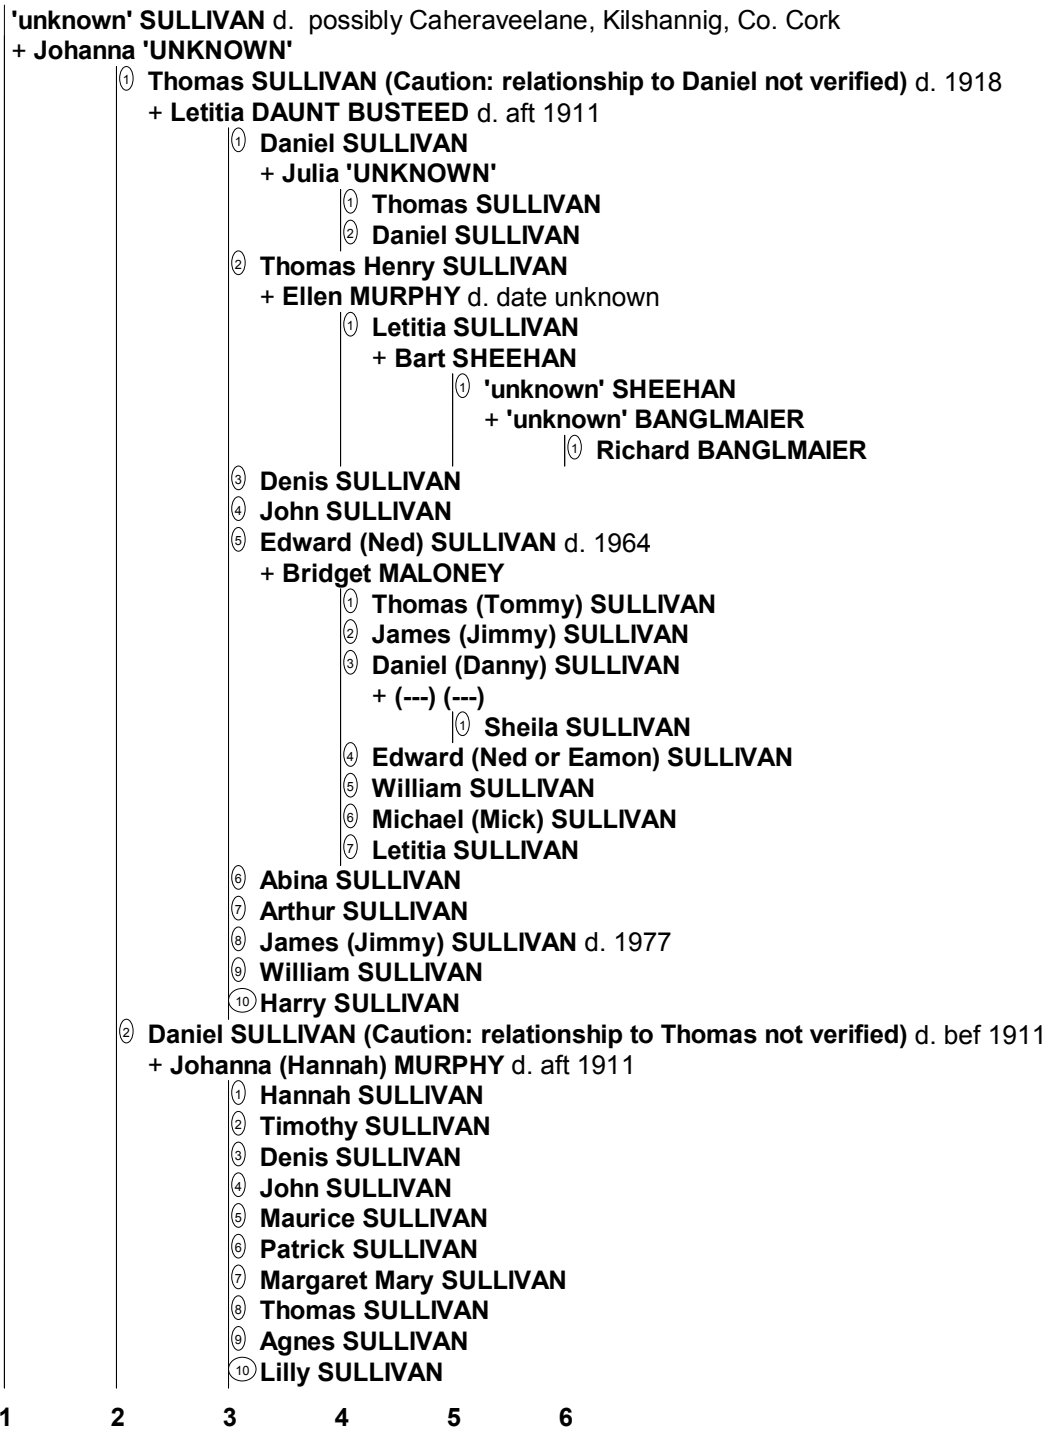 'unknown' SULLIVAN d.  possibly Caheraveelane, Kilshannig, Co. Cork
+ Johanna 'UNKNOWN'
1 Thomas SULLIVAN (Caution: relationship to Daniel not verified) d. 1918
+ Letitia DAUNT BUSTEED d. aft 1911
1 Daniel SULLIVAN
+ Julia 'UNKNOWN'
1 Thomas SULLIVAN
2 Daniel SULLIVAN
2 Thomas Henry SULLIVAN
+ Ellen MURPHY d. date unknown
1 Letitia SULLIVAN
+ Bart SHEEHAN
1 'unknown' SHEEHAN
+ 'unknown' BANGLMAIER
1 Richard BANGLMAIER
3 Denis SULLIVAN
4 John SULLIVAN
5 Edward (Ned) SULLIVAN d. 1964
+ Bridget MALONEY
1 Thomas (Tommy) SULLIVAN
2 James (Jimmy) SULLIVAN
3 Daniel (Danny) SULLIVAN
+ (---) (---)
1 Sheila SULLIVAN
4 Edward (Ned or Eamon) SULLIVAN
5 William SULLIVAN
6 Michael (Mick) SULLIVAN
7 Letitia SULLIVAN
6 Abina SULLIVAN
7 Arthur SULLIVAN
8 James (Jimmy) SULLIVAN d. 1977
9 William SULLIVAN
10 Harry SULLIVAN
2 Daniel SULLIVAN (Caution: relationship to Thomas not verified) d. bef 1911
+ Johanna (Hannah) MURPHY d. aft 1911
1 Hannah SULLIVAN
2 Timothy SULLIVAN
3 Denis SULLIVAN
4 John SULLIVAN
5 Maurice SULLIVAN
6 Patrick SULLIVAN
7 Margaret Mary SULLIVAN
8 Thomas SULLIVAN
9 Agnes SULLIVAN
10 Lilly SULLIVAN
1 2 3 4 5 6